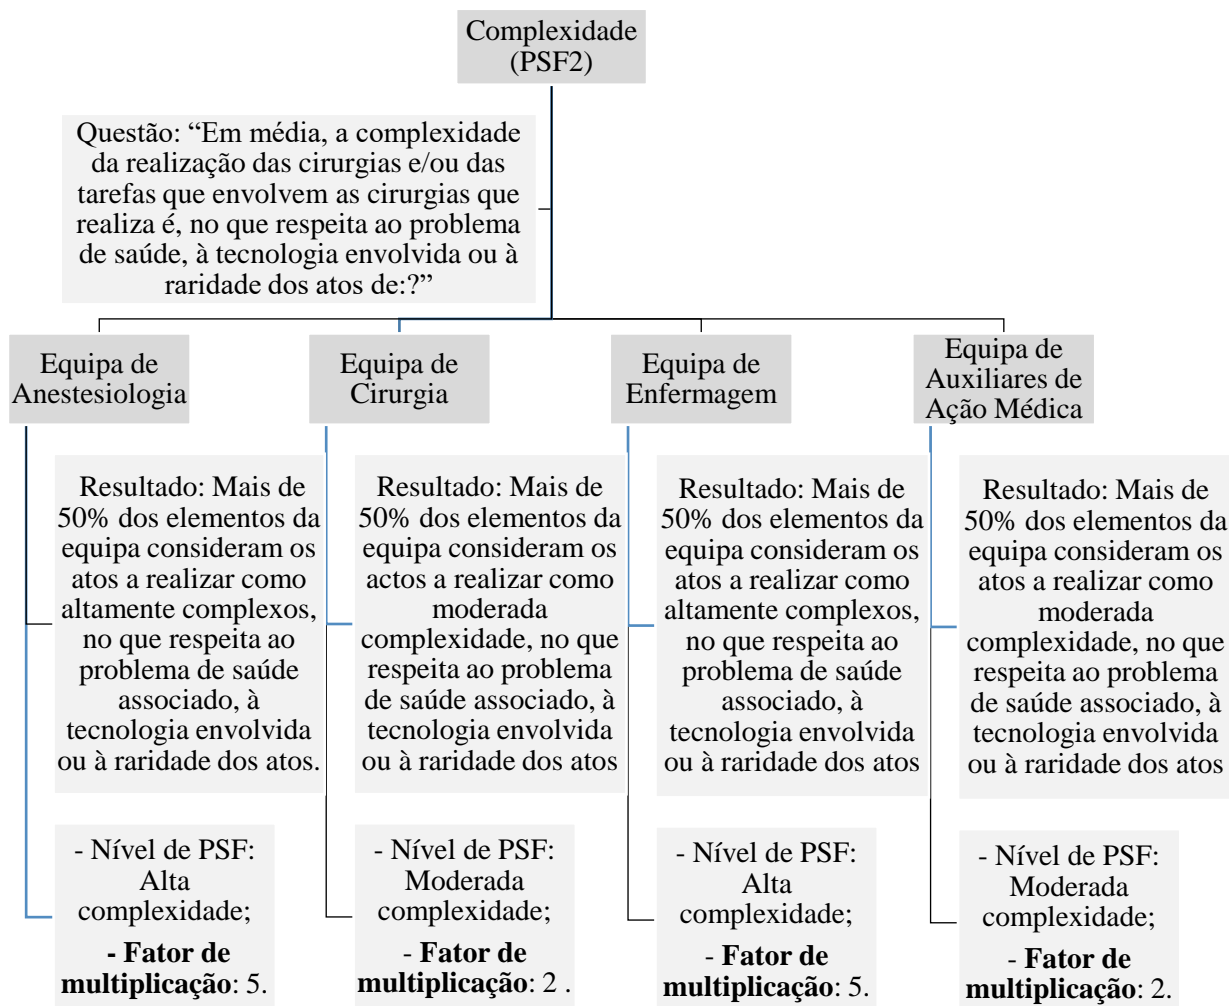 Complexidade
(PSF2)
Questão: “Em média, a complexidade
da realização das cirurgias e/ou das
tarefas que envolvem as cirurgias que
realiza é, no que respeita ao problema
de saúde, à tecnologia envolvida ou à
raridade dos atos de:?”
Equipa de
Anestesiologia
Equipa de
Cirurgia
Equipa de
Enfermagem
Equipa de
Auxiliares de
Ação Médica
Resultado: Mais de
50% dos elementos da
equipa consideram os
atos a realizar como
altamente complexos,
no que respeita ao
problema de saúde
associado, à
tecnologia envolvida
ou à raridade dos atos.
Resultado: Mais de
50% dos elementos da
equipa consideram os
actos a realizar como
moderada
complexidade, no que
respeita ao problema
de saúde associado, à
tecnologia envolvida
ou à raridade dos atos
Resultado: Mais de
50% dos elementos da
equipa consideram os
atos a realizar como
altamente complexos,
no que respeita ao
problema de saúde
associado, à
tecnologia envolvida
ou à raridade dos atos
Resultado: Mais de
50% dos elementos da
equipa consideram os
atos a realizar como
moderada
complexidade, no que
respeita ao problema
de saúde associado, à
tecnologia envolvida
ou à raridade dos atos
- Nível de PSF:
Alta
complexidade;
- Fator de
multiplicação: 5.
- Nível de PSF:
Moderada
complexidade;
- Fator de
multiplicação: 2 .
- Nível de PSF:
Alta
complexidade;
- Fator de
multiplicação: 5.
- Nível de PSF:
Moderada
complexidade;
- Fator de
multiplicação: 2.